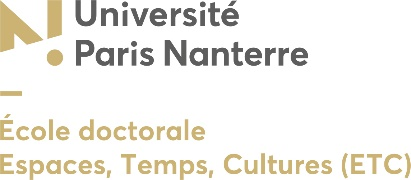 Université
Paris Nanterre
École doctorale
Espaces, Temps, Cultures (ETC)